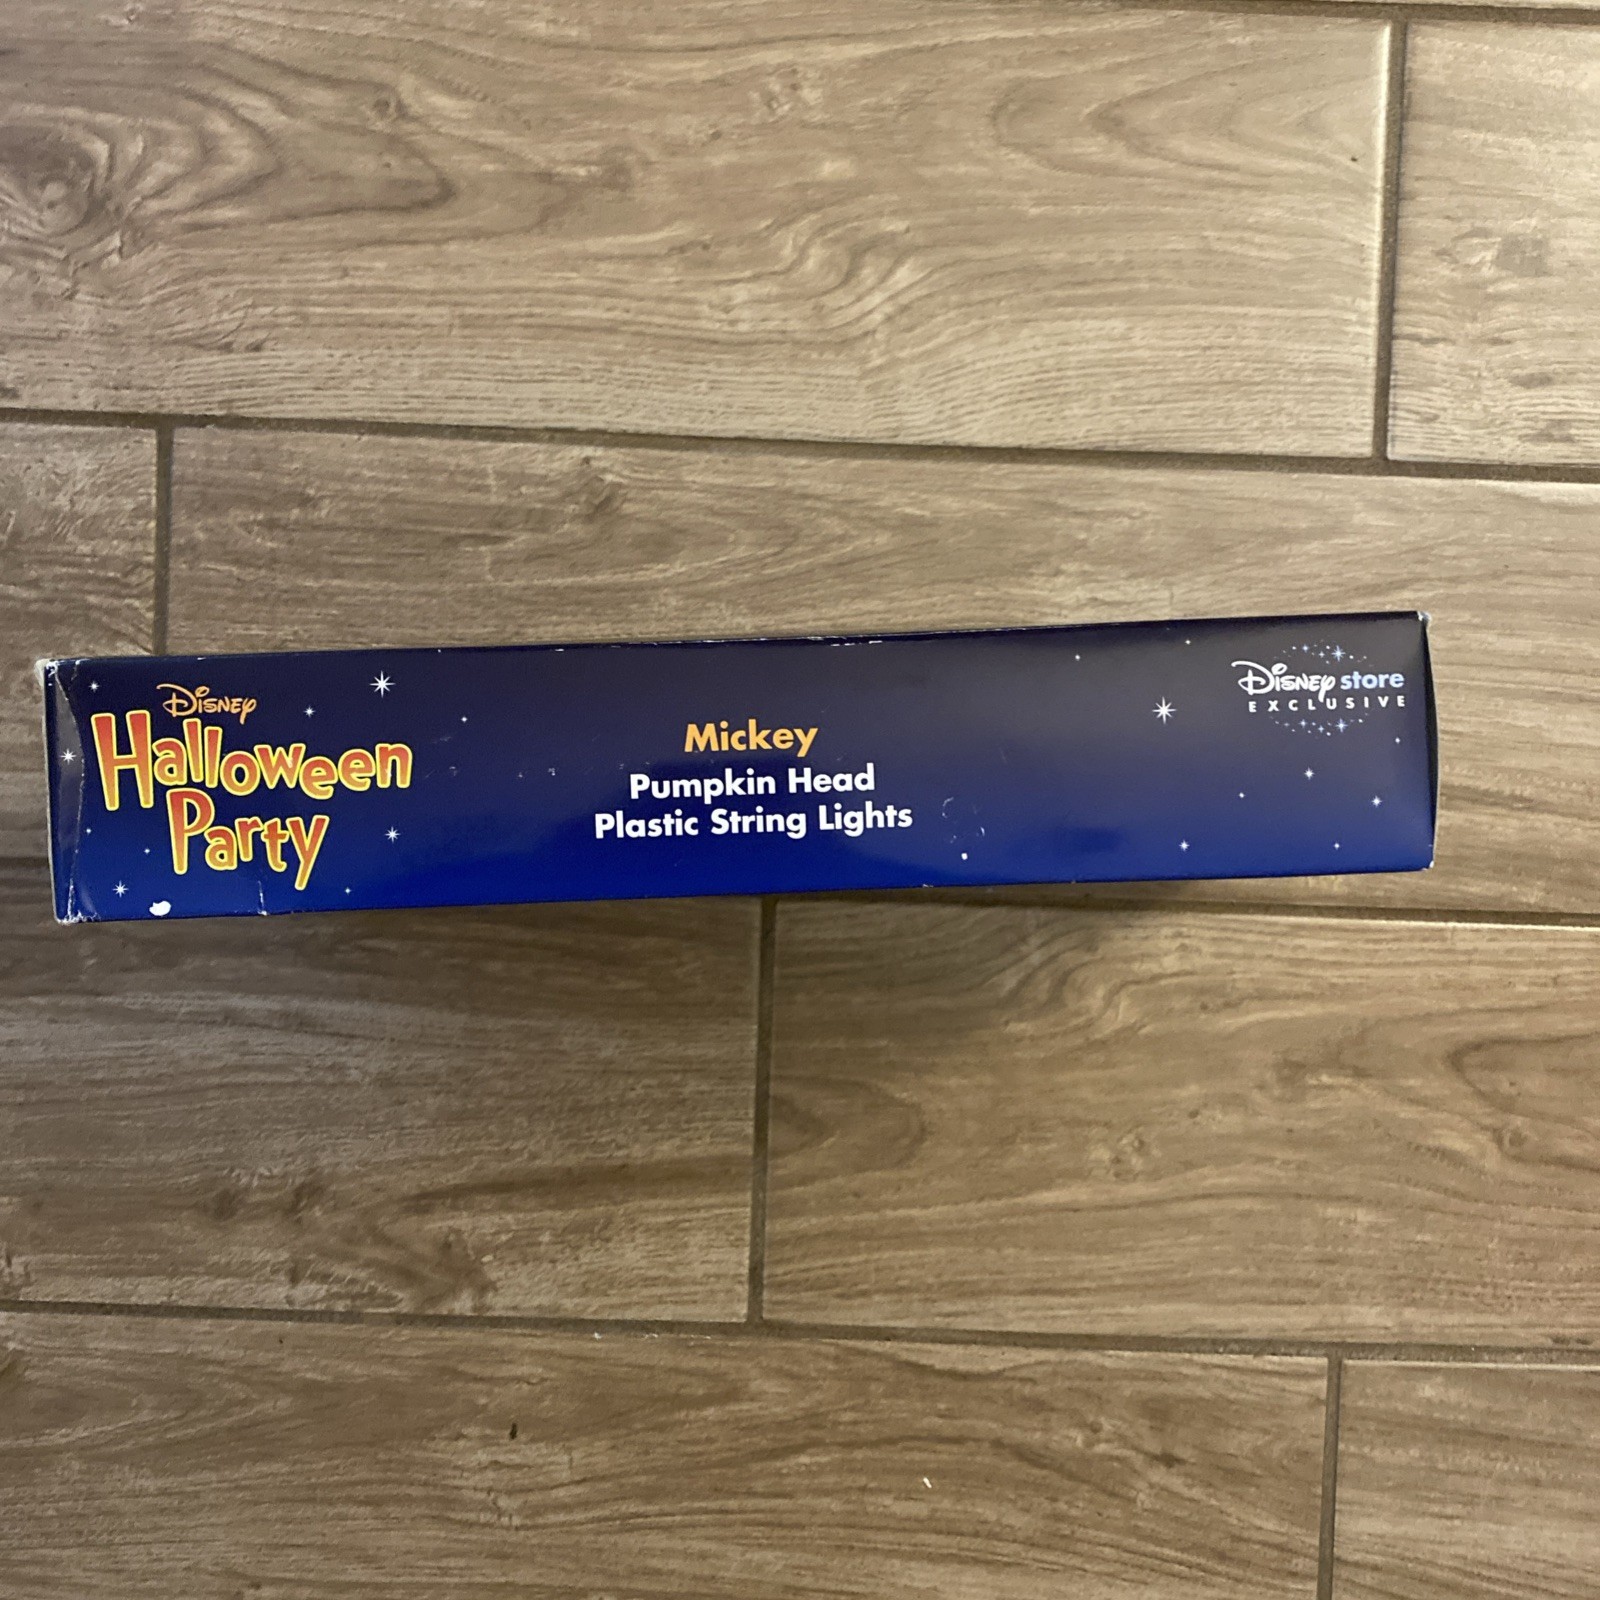 Disney
Halloween
Party
Mickey
Pumpkin Head
Plastic String Lights
Disney store
EXCLUSIVE